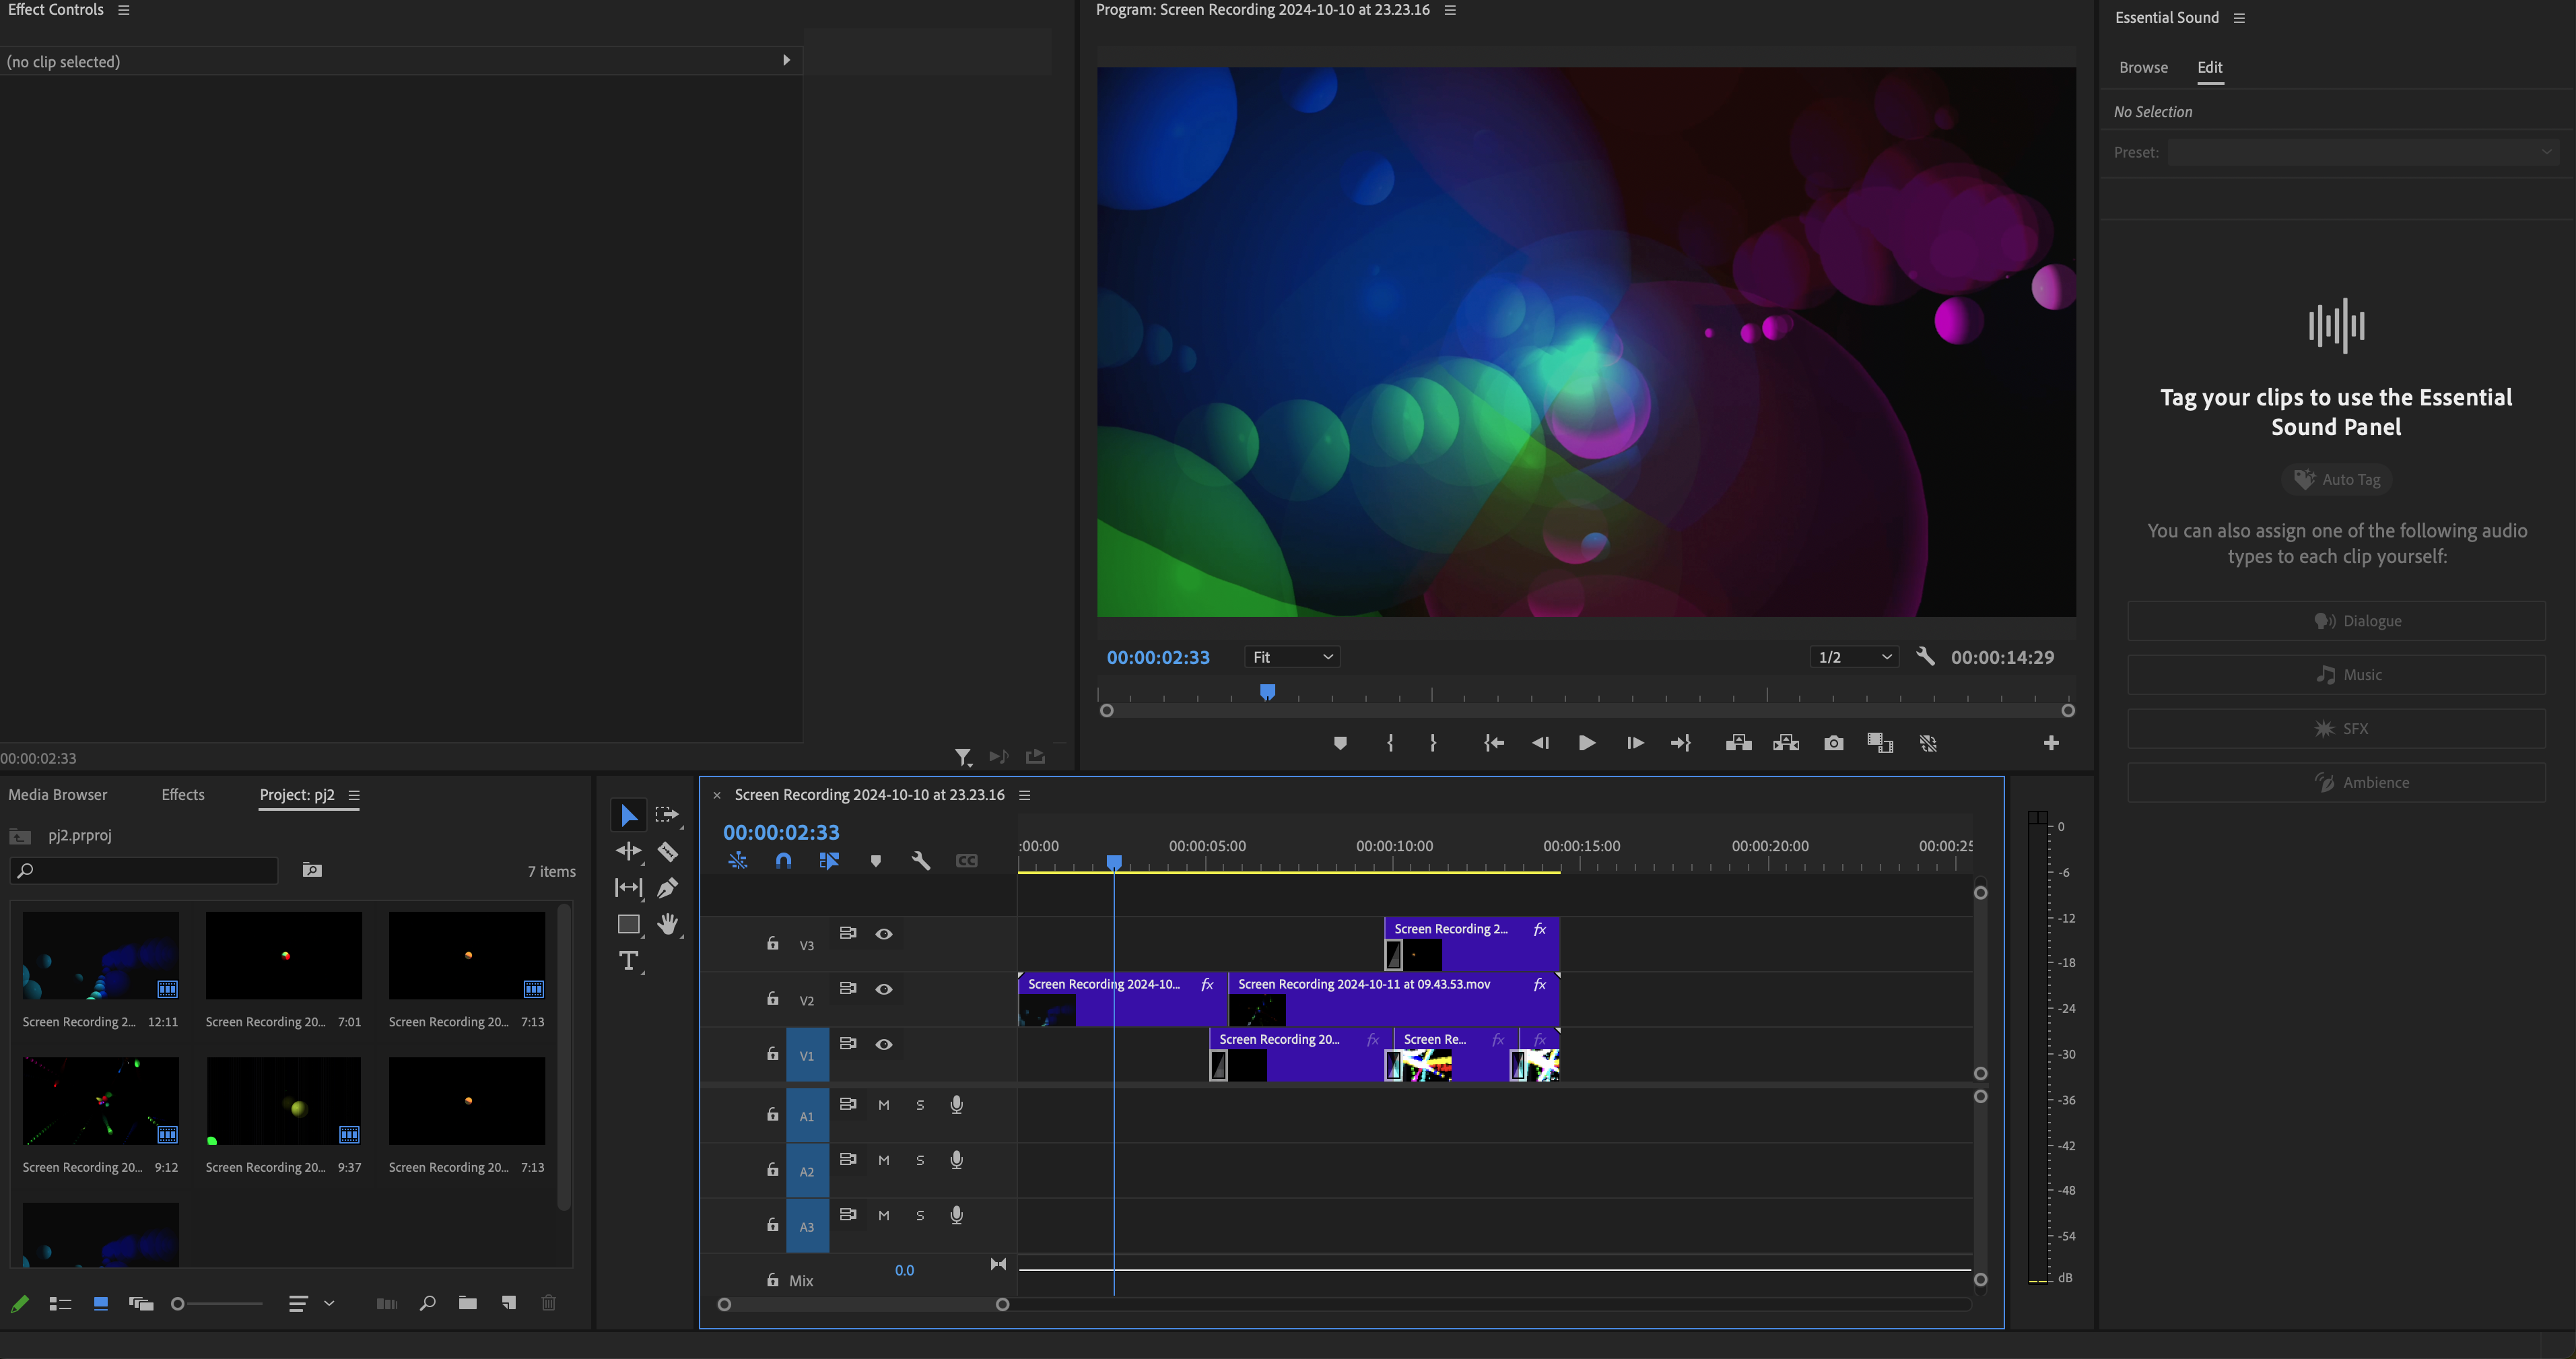 Effect Controls
(no clip selected)
00:00:02:33
Program: Screen Recording 2024-10-10 at 23.23.16
00:00:02:33
Fit
1/2
00:00:14:29
Essential Sound
Browse
Edit
No Selection
Preset:
Tag your clips to use the Essential
Sound Panel
Auto Tag
You can also assign one of the following audio
types to each clip yourself:
Dialogue
Music
SFX
Ambience
Media Browser
Effects
Project: pj2
pj2.prproj
7 items
Screen Recording 2... 12:11
Screen Recording 20... 7:01
Screen Recording 20... 7:13
Screen Recording 20... 9:12
Screen Recording 20... 9:37
Screen Recording 20... 7:13
T
× Screen Recording 2024-10-10 at 23.23.16
00:00:02:33
CC
:00:00
00:00:05:00
00:00:10:00
00:00:15:00
00:00:20:00
00:00:25
V3
Screen Recording 2... fx
V2
Screen Recording 2024-10... fx
Screen Recording 2024-10-11 at 09.43.53.mov fx
V1
Screen Recording 20... fx
Screen Re... fx
fx
A1 M S
A2 M S
A3 M S
Mix
0.0
0
-6
-12
-18
-24
-30
-36
-42
-48
-54
dB